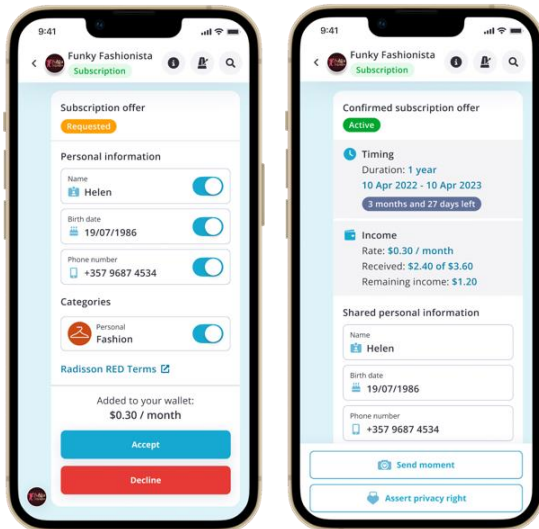 9:41
Funky Fashionista
Subscription
Subscription offer
Requested
Personal information
Name
Helen
Birth date
19/07/1986
Phone number
+357 9687 4534
Categories
Personal
Fashion
Radisson RED Terms
Added to your wallet:
$0.30 / month
Accept
Decline
9:41
Funky Fashionista
Subscription
Confirmed subscription offer
Active
Timing
Duration: 1 year
10 Apr 2022 - 10 Apr 2023
3 months and 27 days left
Income
Rate: $0.30 / month
Received: $2.40 of $3.60
Remaining income: $1.20
Shared personal information
Name
Helen
Birth date
19/07/1986
Phone number
+357 9687 4534
Send moment
Assert privacy right